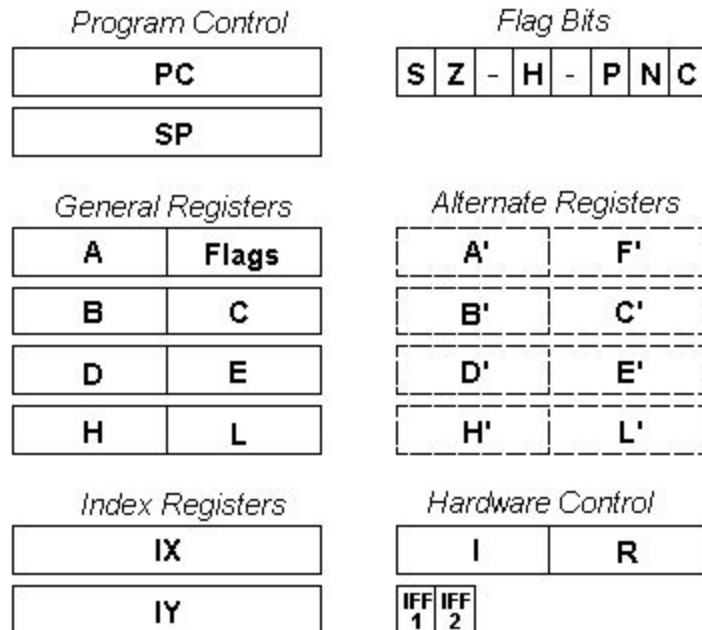 Program Control
PC
SP
Flag Bits
S Z - H - P N C
General Registers
A Flags
B C
D E
H L
Alternate Registers
A' F'
B' C'
D' E'
H' L'
Index Registers
IX
IY
Hardware Control
I R
IFF IFF
1 2